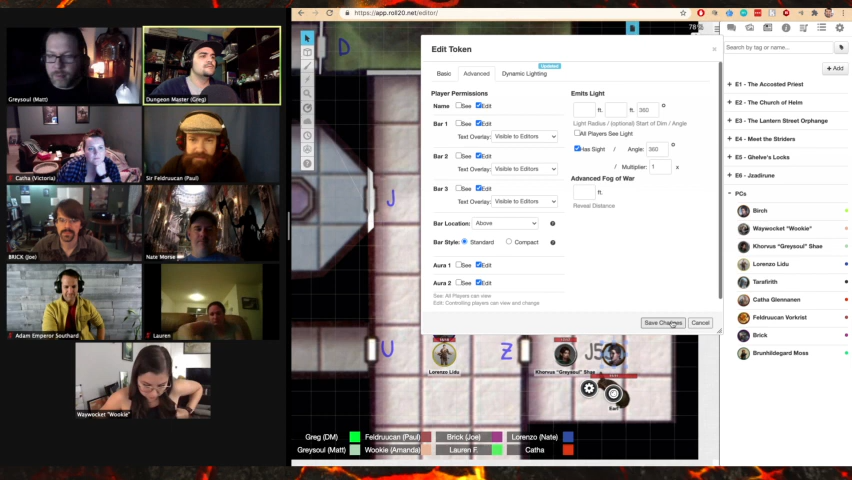 https://app.roll20.net/editor/
78%
Greysoul (Matt)
Dungeon Master (Greg)
Catha (Victoria)
Sir Feldruucan (Paul)
BRICK (Joe)
Nate Morse
Adam Emperor Southard
Lauren
Waywocket "Wookie"
D
J
U
Z
Edit Token
×
Updated
Basic
Advanced
Dynamic Lighting
Player Permissions
Name See Edit
Bar 1 See Edit
Text Overlay: Visible to Editors
Bar 2 See Edit
Text Overlay: Visible to Editors
Bar 3 See Edit
Text Overlay: Visible to Editors
Bar Location: Above
Bar Style: Standard Compact
Aura 1 See Edit
Aura 2 See Edit
See: All Players can view
Edit: Controlling players can view and change
Emits Light
ft. ft. 360 °
Light Radius / (optional) Start of Dim / Angle
All Players See Light
Has Sight / Angle: 360 °
/ Multiplier: 1 x
Advanced Fog of War
ft.
Reveal Distance
Save Changes
Cancel
Lorenzo Lidu
Khorvus "Greysoul" Shae
Earl
Greg (DM)
Feldruucan (Paul)
Brick (Joe)
Lorenzo (Nate)
Greysoul (Matt)
Wookie (Amanda)
Lauren F.
Catha
Search by tag or name...
+ Add
E1 - The Accosted Priest
E2 - The Church of Helm
E3 - The Lantern Street Orphange
E4 - Meet the Striders
E5 - Ghelve's Locks
E6 - Jzadirune
PCs
Birch
Waywocket "Wookie"
Khorvus "Greysoul" Shae
Lorenzo Lidu
Tarafirith
Catha Glennanen
Feldruucan Vorkrist
Brick
Brunhildegard Moss